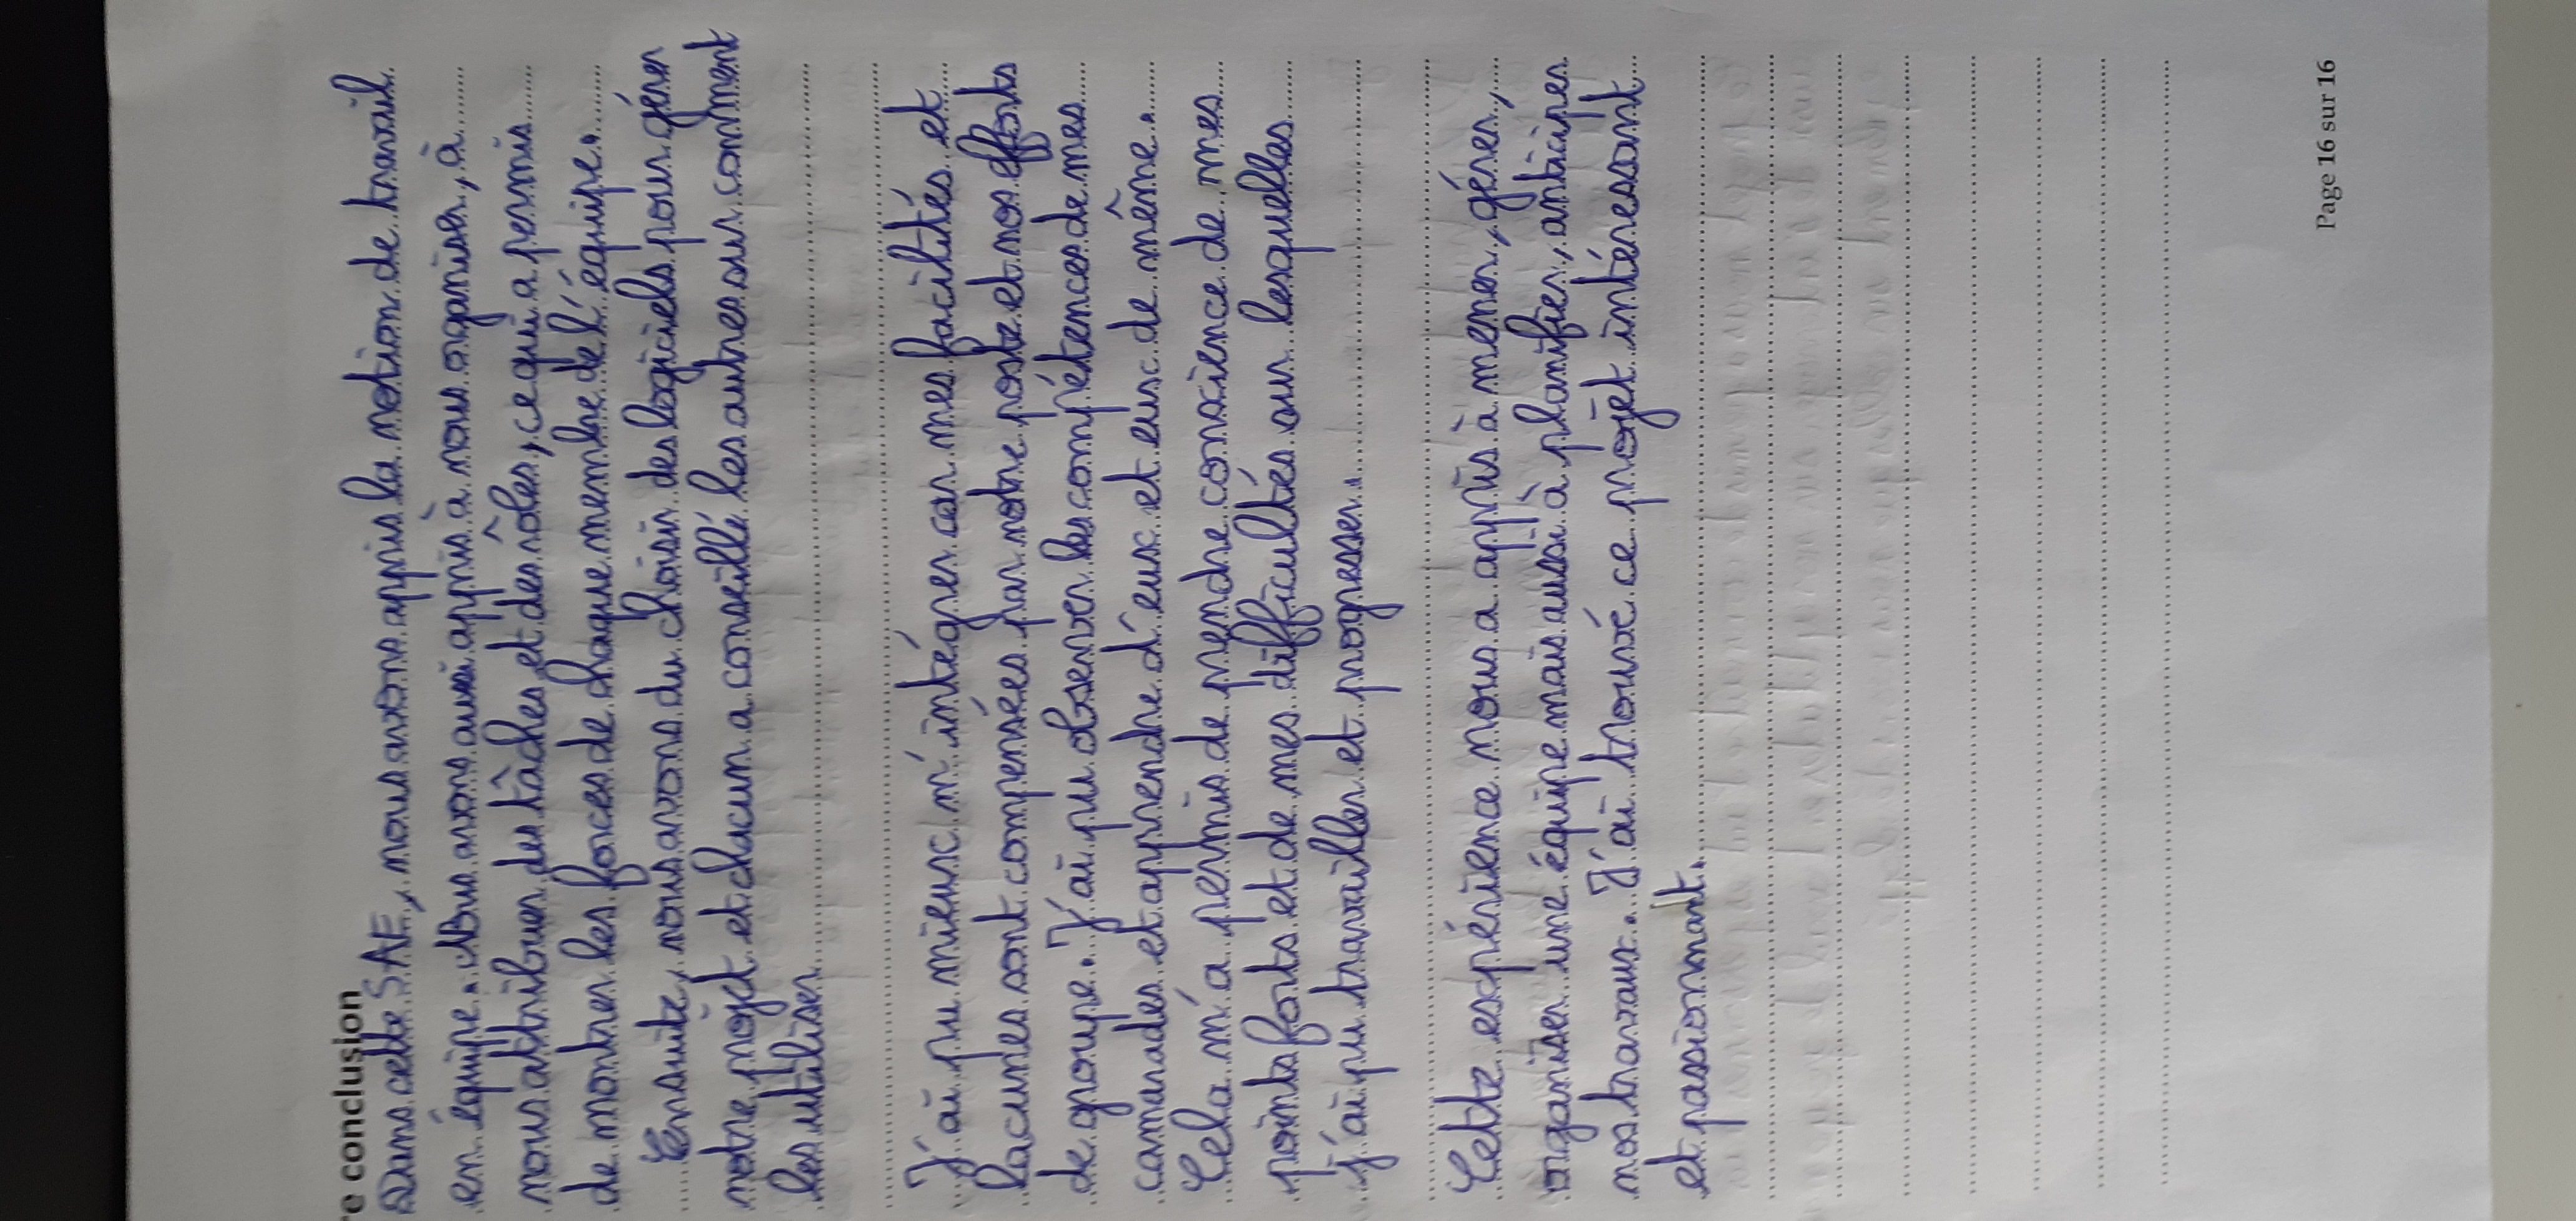 re conclusion
Dans cette SAE, nous avons appris la notion de travail
en équipe. Nous avons aussi appris à nous organiser, à
nous attribuer des tâches et des rôles, ce qui a permis
de montrer les forces de chaque membre de l'équipe.
Ensuite, nous avons du choisir des logiciels pour gérer
notre projet et chacun a conseillé les autres sur comment
les utiliser
J'ai pu mieux m'intégrer car mes facilités et
lacunes sont compensées par notre poste et nos efforts
de groupe. J'ai pu observer les compétences de mes
camarades et apprendre d'eux et eux de même.
Cela m'a permis de prendre conscience de mes
points forts et de mes difficultés sur lesquelles
j'ai pu travailler et progresser.
Cette expérience nous a appris à mener, gérer,
organiser une équipe mais aussi à planifier, anticiper
nos travaux. J'ai trouvé ce projet intéressant
et passionnant.
Page 16 sur 16